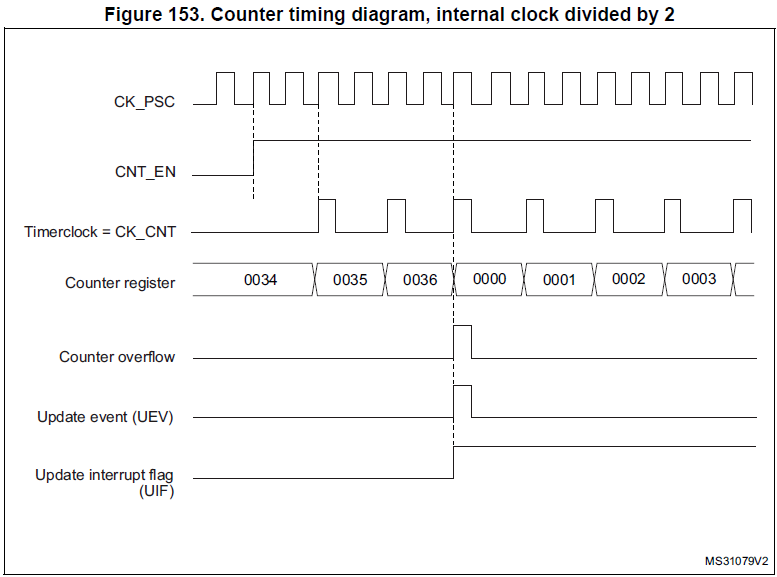 Figure 153. Counter timing diagram, internal clock divided by 2
CK_PSC
CNT_EN
Timerclock = CK_CNT
Counter register
0034 0035 0036 0000 0001 0002 0003
Counter overflow
Update event (UEV)
Update interrupt flag
(UIF)
MS31079V2